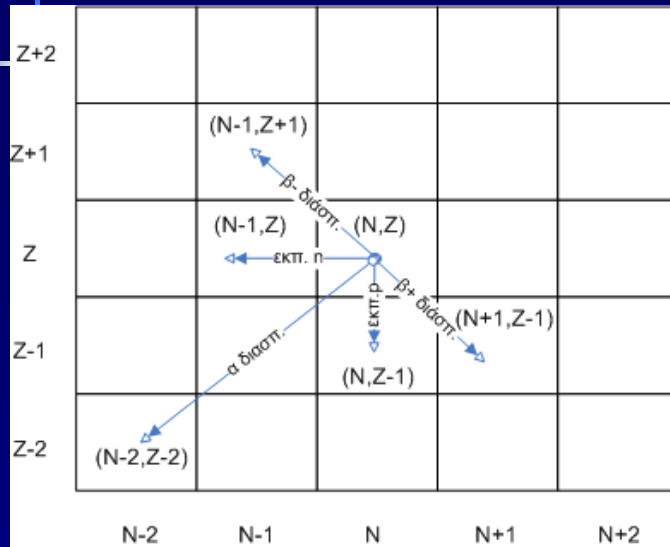 Z+2
(N-1,Z+1)
Z+1
β- διάσπ.
(N-1,Z)
(N,Z)
Z
εκπ. n
εκπ.p
β+ διάσπ.
(N+1,Z-1)
Z-1
α διασπ.
(N,Z-1)
Z-2
(N-2,Z-2)
N-2
N-1
N
N+1
N+2